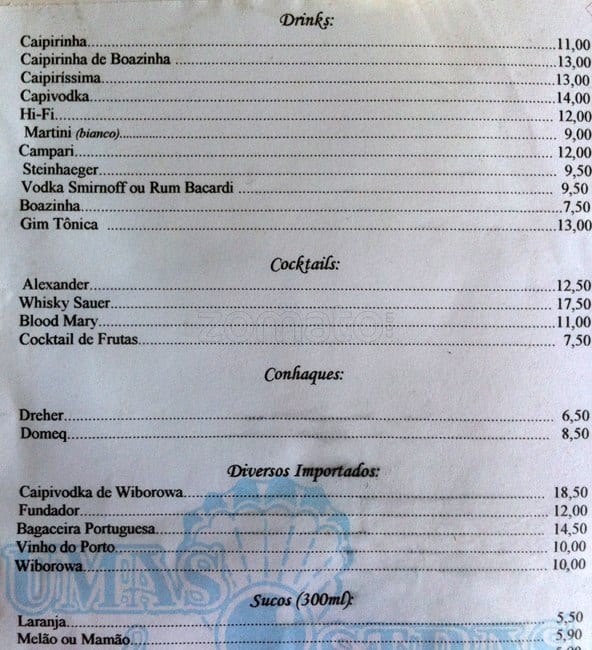 Drinks:
Caipirinha 11,00
Caipirinha de Boazinha 13,00
Caipiríssima 13,00
Capivodka 14,00
Hi-Fi 12,00
Martini (bianco) 9,00
Campari 12,00
Steinhaeger 9,50
Vodka Smirnoff ou Rum Bacardi 9,50
Boazinha 7,50
Gim Tônica 13,00
Cocktails:
Alexander 12,50
Whisky Sauer 17,50
Blood Mary 11,00
zomato
Cocktail de Frutas 7,50
Conhaques:
Dreher 6,50
Domeq 8,50
Diversos Importados:
Caipivodka de Wiborowa 18,50
Fundador 12,00
Bagaceira Portuguesa 14,50
Vinho do Porto 10,00
Wiborowa 10,00
Sucos (300ml):
Laranja 5,50
Melão ou Mamão 5,90